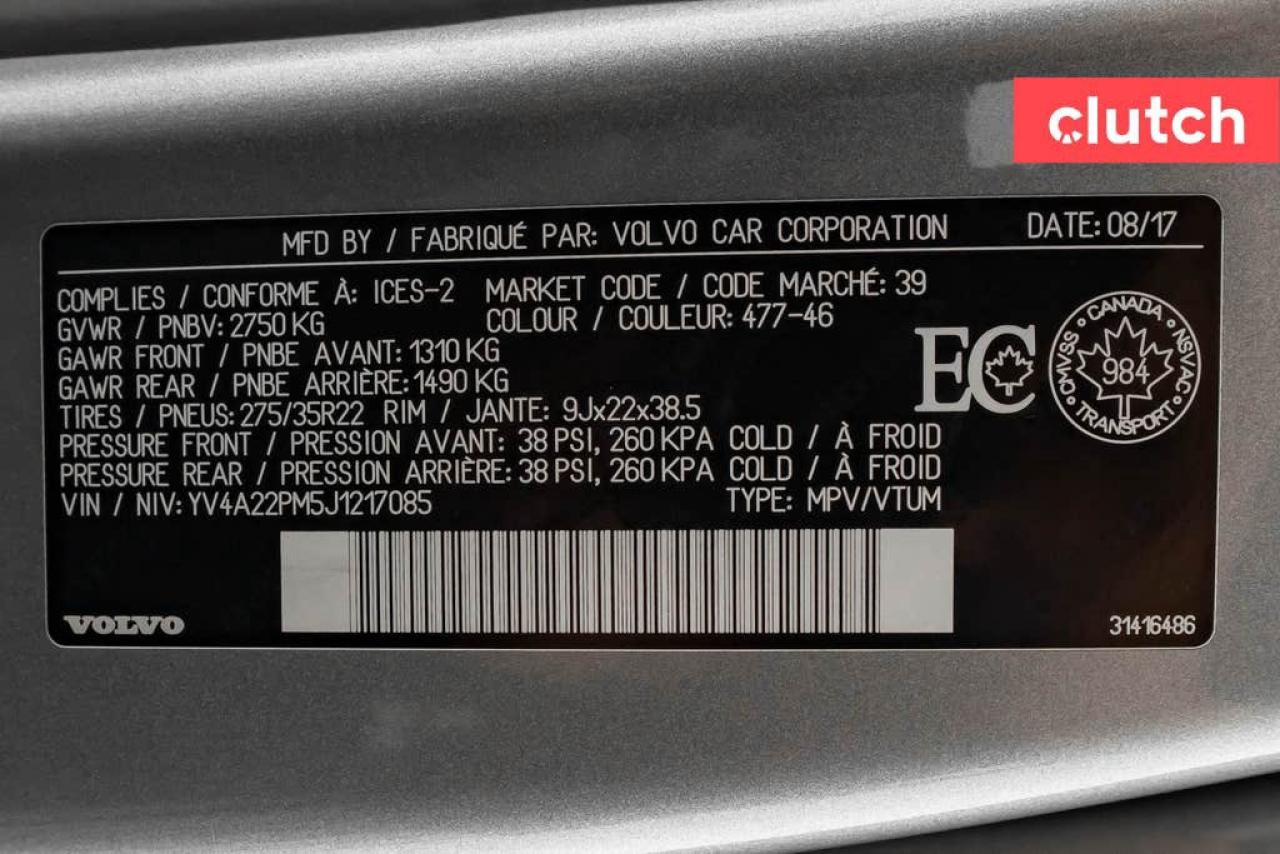 clutch
MFD BY / FABRIQUÉ PAR: VOLVO CAR CORPORATION DATE: 08/17
COMPLIES / CONFORME À: ICES-2 MARKET CODE / CODE MARCHÉ: 39
GVWR / PNBV: 2750 KG COLOUR / COULEUR: 477-46
GAWR FRONT / PNBE AVANT: 1310 KG
GAWR REAR / PNBE ARRIÈRE: 1490 KG
TIRES / PNEUS: 275/35R22 RIM / JANTE: 9Jx22x38.5
PRESSURE FRONT / PRESSION AVANT: 38 PSI, 260 KPA COLD / À FROID
PRESSURE REAR / PRESSION ARRIÈRE: 38 PSI, 260 KPA COLD / À FROID
VIN / NIV: YV4A22PM5J1217085 TYPE: MPV/VTUM
EC
CANADA
CMVSS NSVAC
984
TRANSPORT
VOLVO
31416486